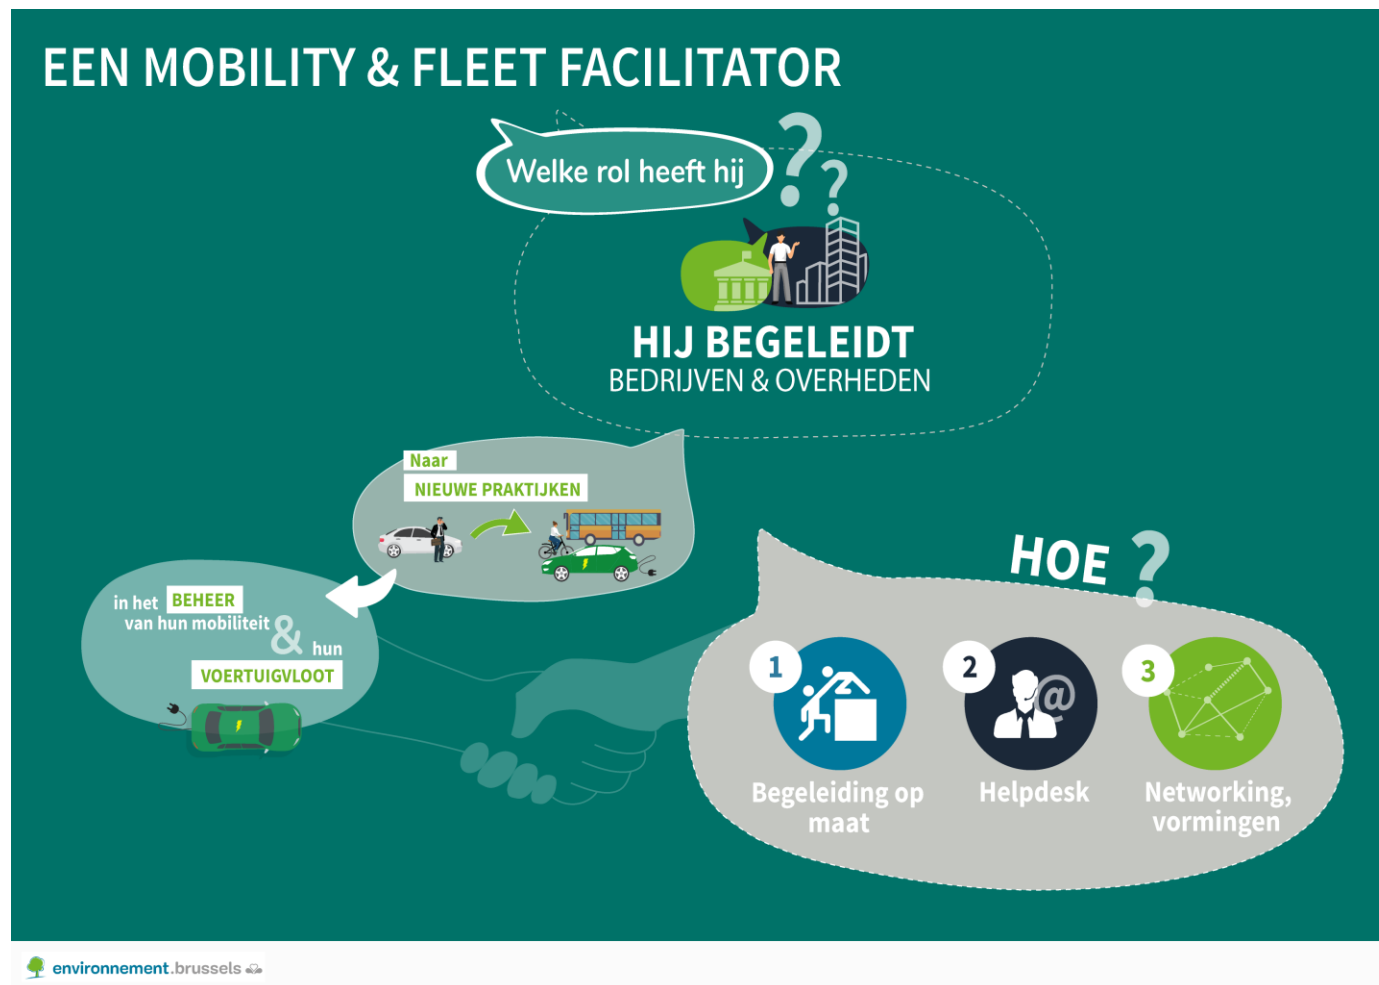 EEN MOBILITY & FLEET FACILITATOR
Welke rol heeft hij
??
HIJ BEGELEIDT
BEDRIJVEN & OVERHEDEN
Naar
NIEUWE PRAKTIJKEN
in het BEHEER
van hun mobiliteit
& hun
VOERTUIGVLOOT
HOE ?
1
Begeleiding op
maat
2
@
Helpdesk
3
Networking,
vormingen
environnement.brussels